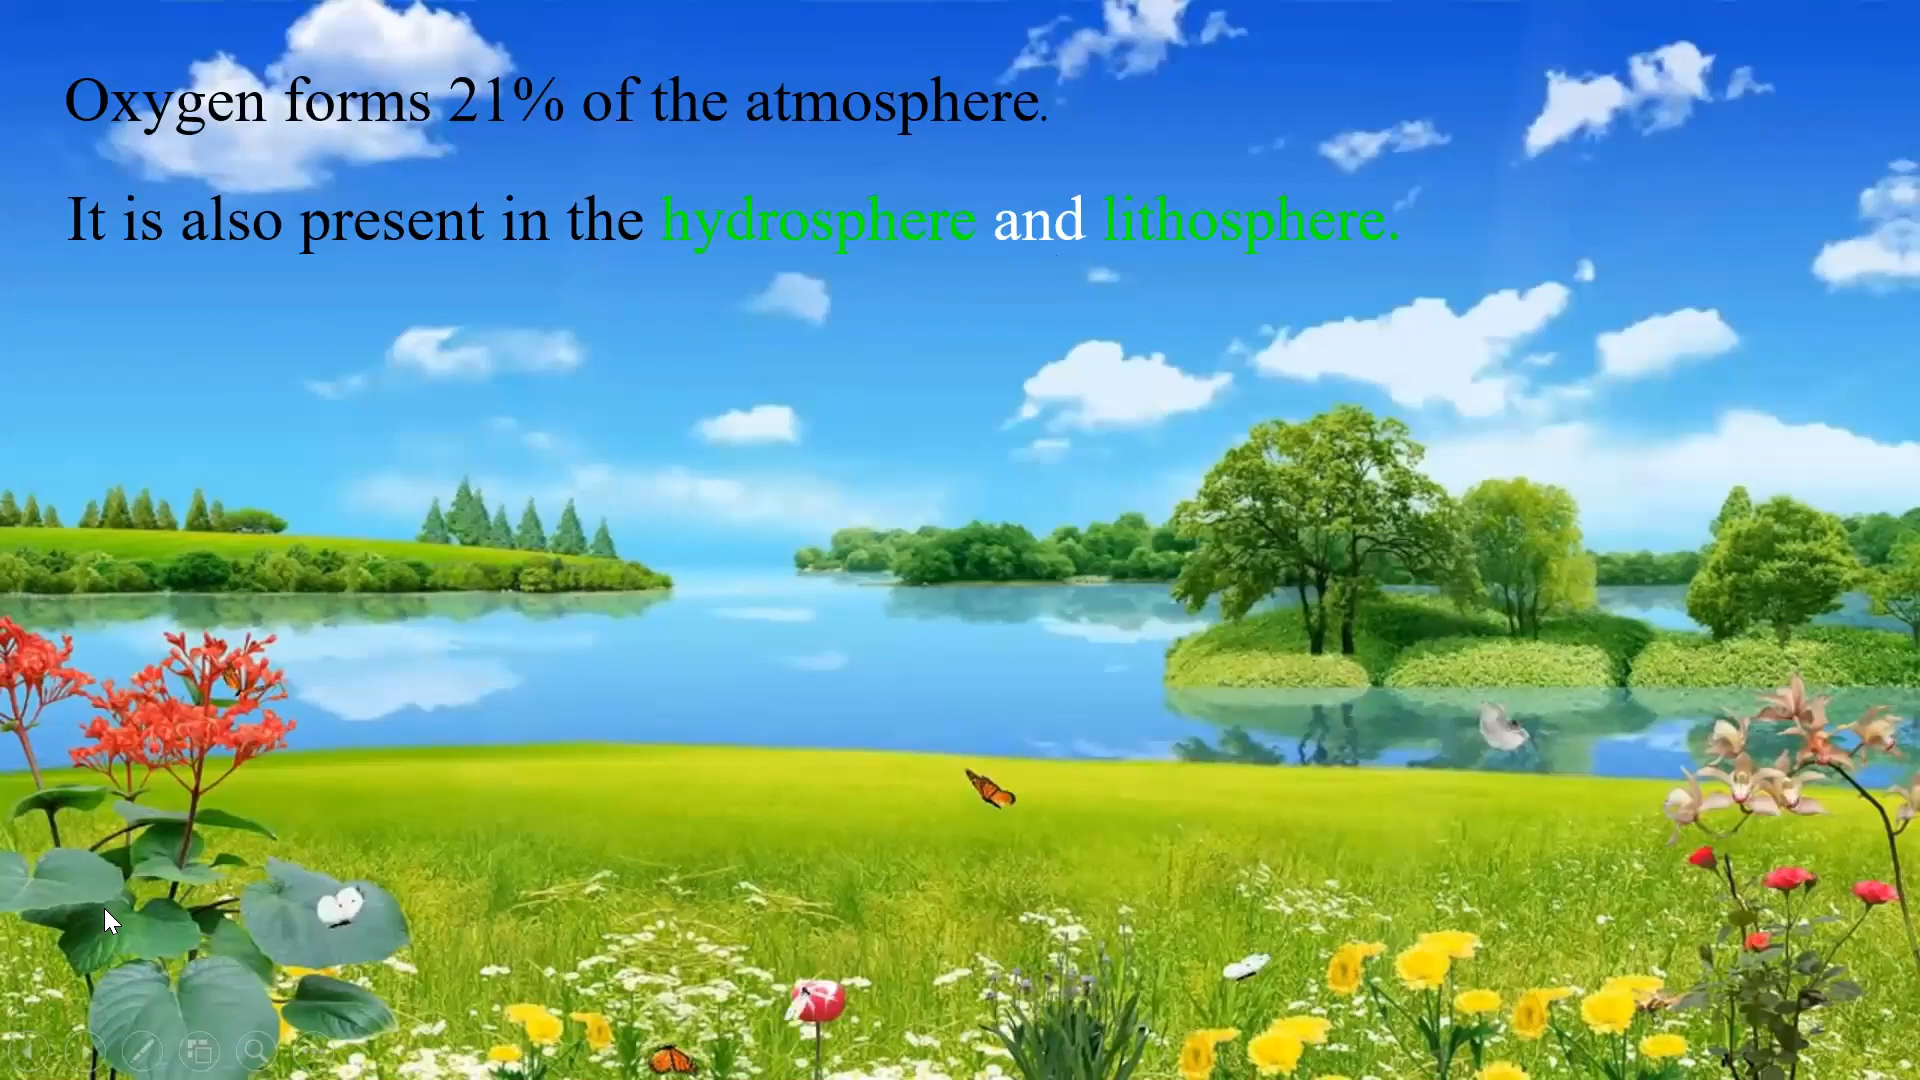 Oxygen forms 21% of the atmosphere.
It is also present in the hydrosphere and lithosphere.